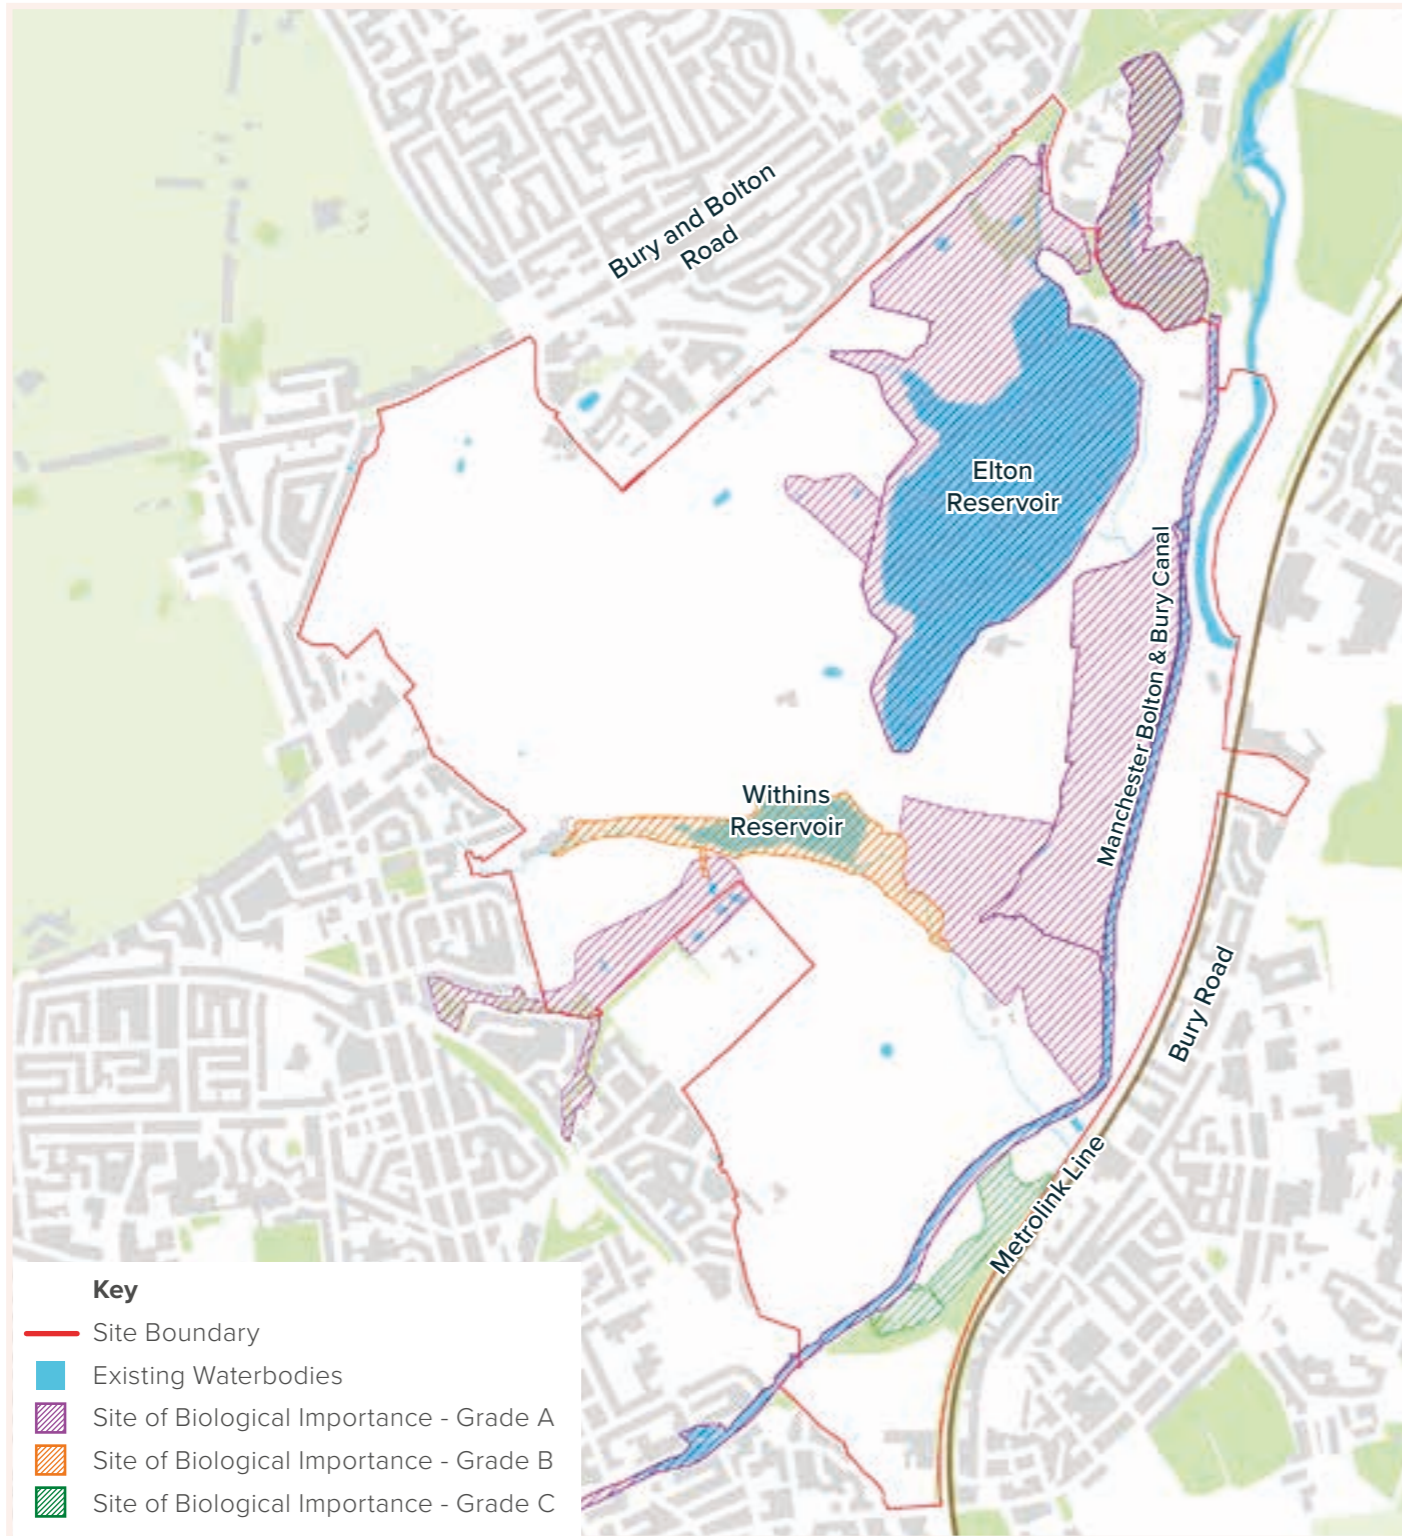 Bury and Bolton
Road
Elton
Reservoir
Manchester Bolton & Bury Canal
Withins
Reservoir
Bury Road
Metrolink Line
Key
Site Boundary
Existing Waterbodies
Site of Biological Importance - Grade A
Site of Biological Importance - Grade B
Site of Biological Importance - Grade C